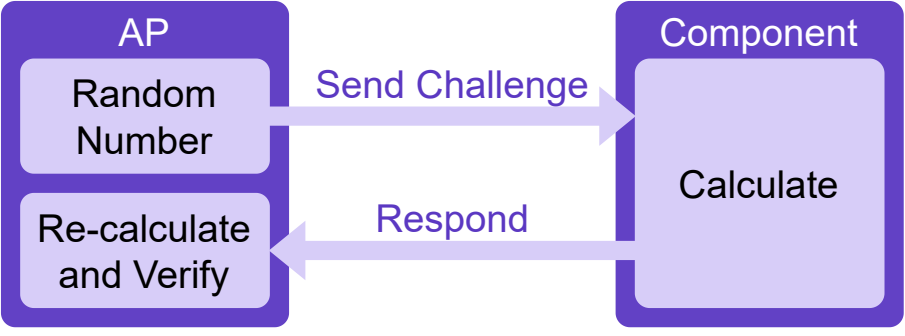 AP
Random
Number
Send Challenge
Component
Calculate
Respond
Re-calculate
and Verify